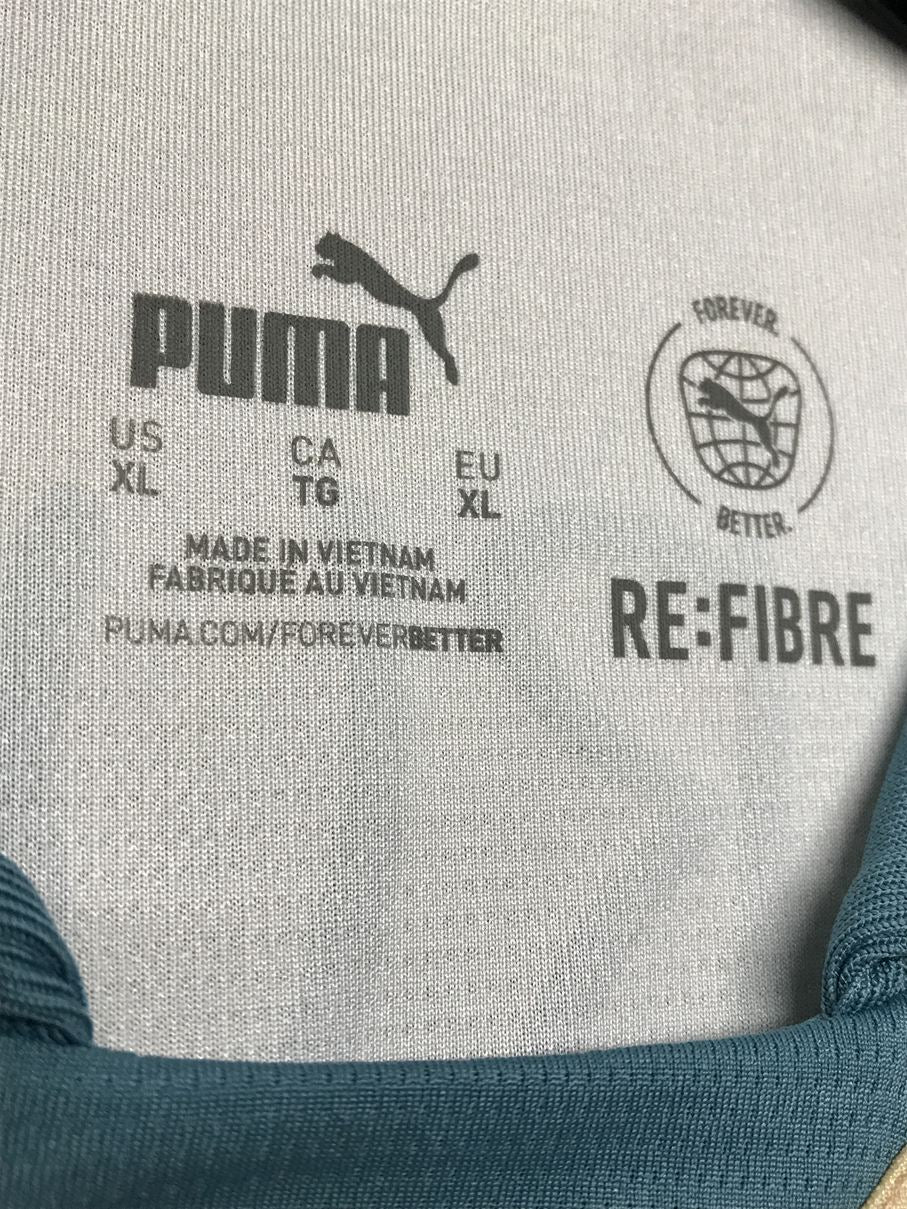 PUMA
US CA EU
XL TG XL
MADE IN VIETNAM
FABRIQUÉ AU VIETNAM
PUMA.COM/FOREVERBETTER
FOREVER.
BETTER.
RE:FIBRE